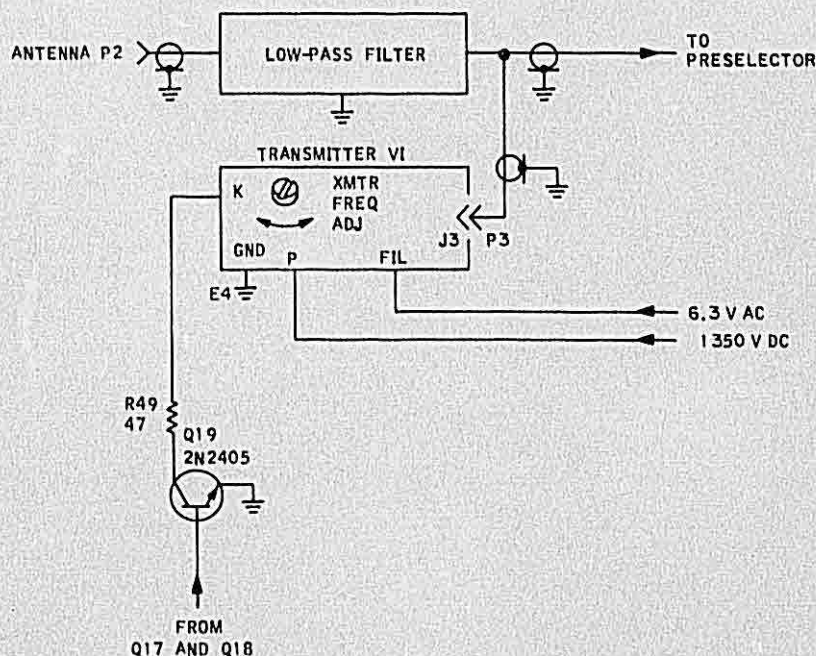 ANTENNA P2
LOW-PASS FILTER
TO
PRESELECTOR
TRANSMITTER V1
K
XMTR
FREQ
ADJ
J3 P3
GND
P
FIL
E4
6.3 V AC
1350 V DC
R49
47
Q19
2N2405
FROM
Q17 AND Q18